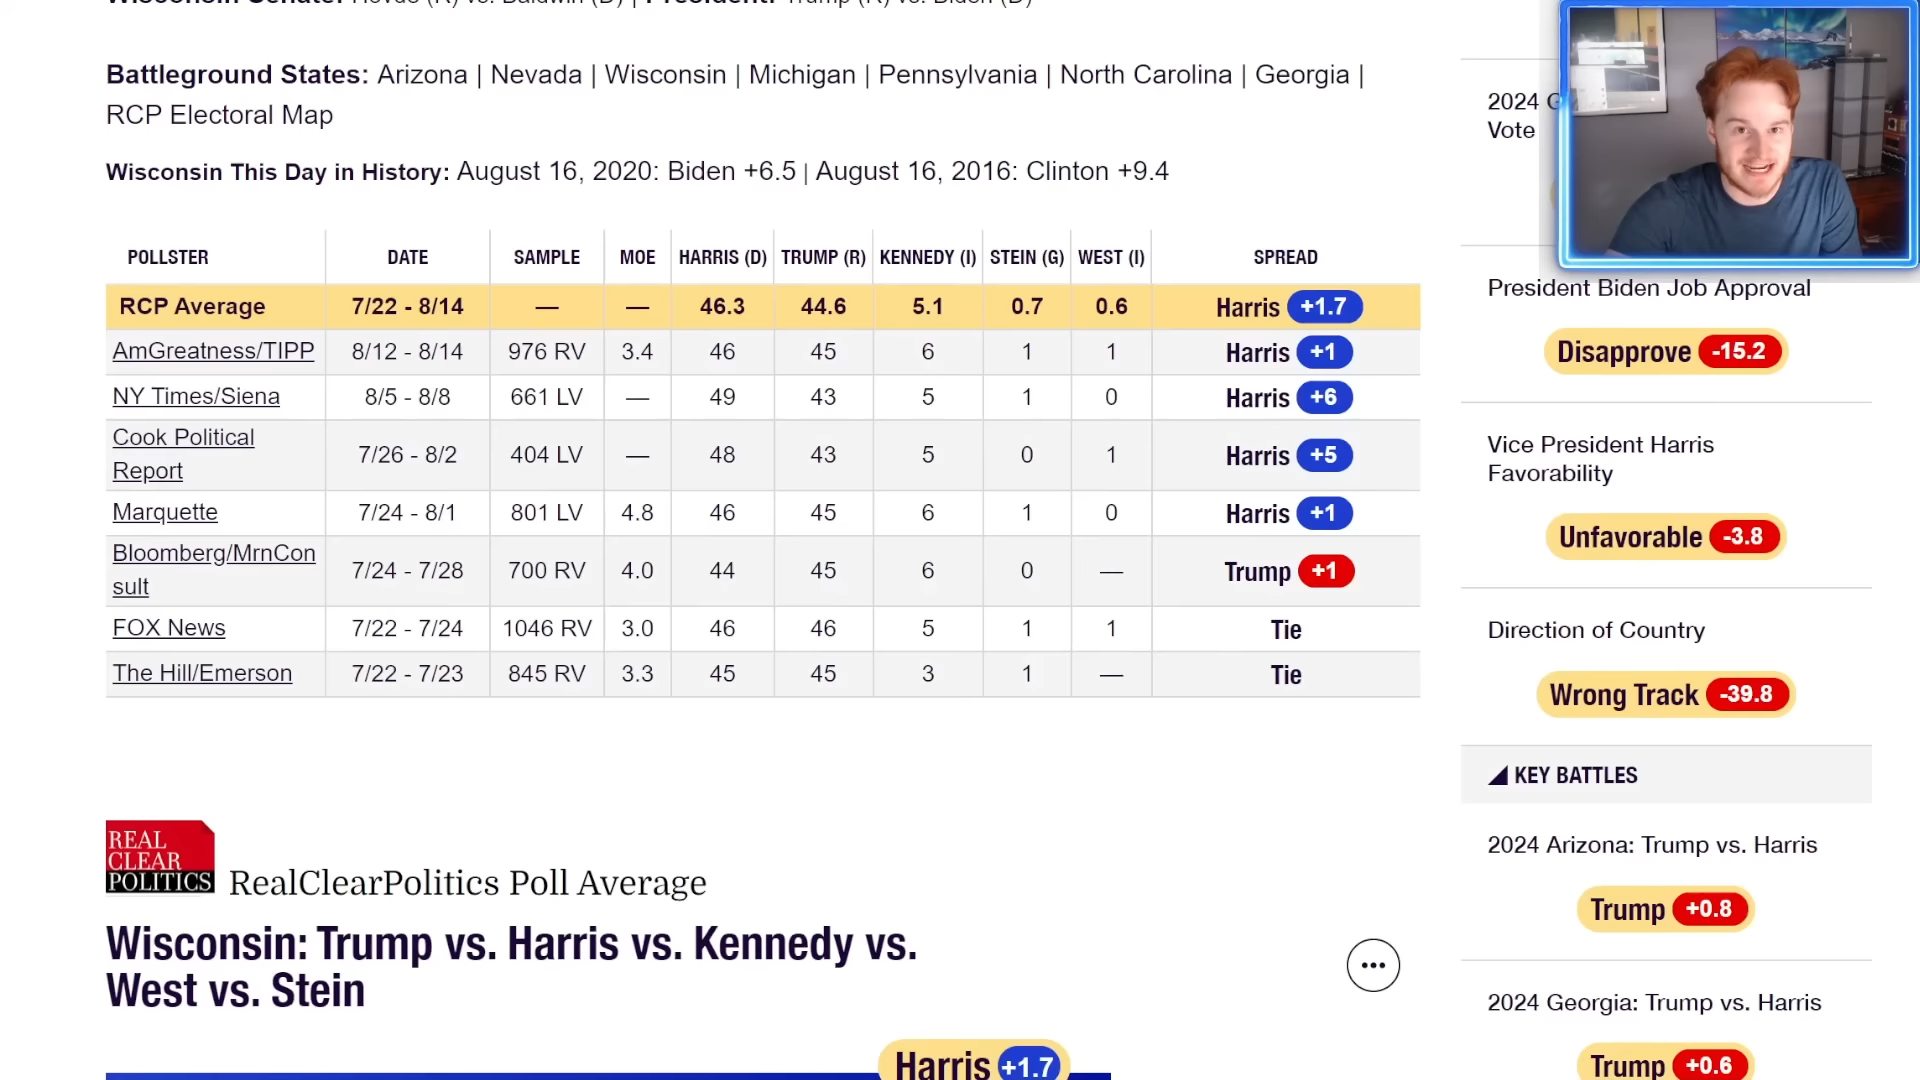 Wisconsin Senate: Hovde (R) vs. Baldwin (D) | President: Trump (R) vs. Biden (D)
Battleground States: Arizona | Nevada | Wisconsin | Michigan | Pennsylvania | North Carolina | Georgia |
RCP Electoral Map
Wisconsin This Day in History: August 16, 2020: Biden +6.5 | August 16, 2016: Clinton +9.4
POLLSTER DATE SAMPLE MOE HARRIS (D) TRUMP (R) KENNEDY (I) STEIN (G) WEST (I) SPREAD
RCP Average 7/22 - 8/14 — — 46.3 44.6 5.1 0.7 0.6 Harris +1.7
AmGreatness/TIPP 8/12 - 8/14 976 RV 3.4 46 45 6 1 1 Harris +1
NY Times/Siena 8/5 - 8/8 661 LV — 49 43 5 1 0 Harris +6
Cook Political
Report 7/26 - 8/2 404 LV — 48 43 5 0 1 Harris +5
Marquette 7/24 - 8/1 801 LV 4.8 46 45 6 1 0 Harris +1
Bloomberg/MrnCon
sult 7/24 - 7/28 700 RV 4.0 44 45 6 0 — Trump +1
FOX News 7/22 - 7/24 1046 RV 3.0 46 46 5 1 1 Tie
The Hill/Emerson 7/22 - 7/23 845 RV 3.3 45 45 3 1 — Tie
REAL
CLEAR
POLITICS
RealClearPolitics Poll Average
Wisconsin: Trump vs. Harris vs. Kennedy vs.
West vs. Stein
Harris +1.7
2024
Vote
President Biden Job Approval
Disapprove -15.2
Vice President Harris
Favorability
Unfavorable -3.8
Direction of Country
Wrong Track -39.8
KEY BATTLES
2024 Arizona: Trump vs. Harris
Trump +0.8
2024 Georgia: Trump vs. Harris
Trump +0.6